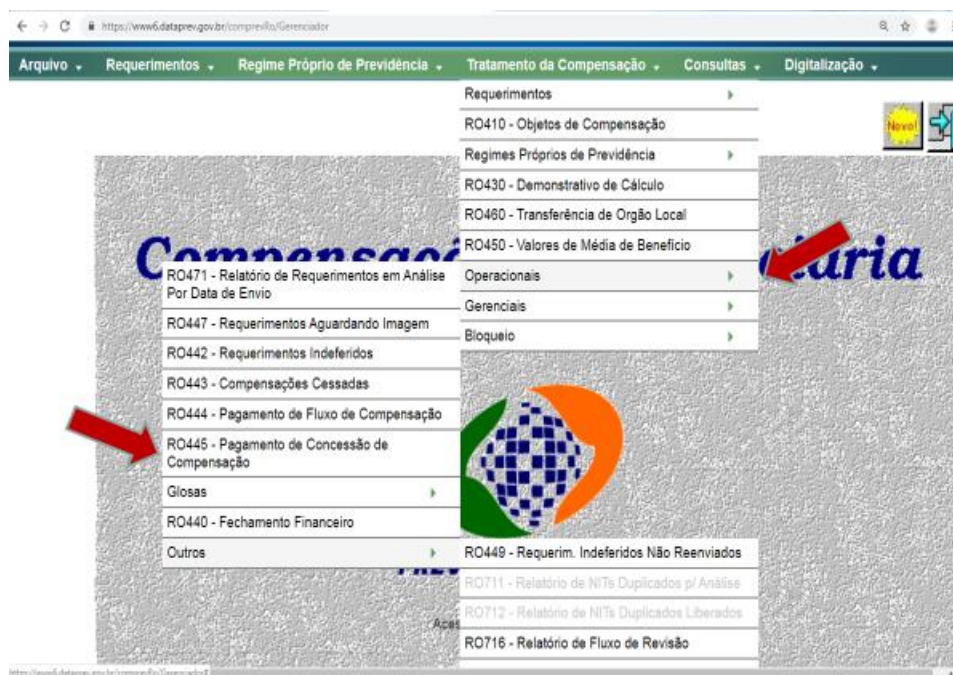 https://www6.dataprev.gov.br/comprevRo/Gerenciador
Arquivo Requerimentos Regime Próprio de Previdência Tratamento da Compensação Consultas Digitalização
Requerimentos
RO410 - Objetos de Compensação
Novo!
Regimes Próprios de Previdência
RO430 - Demonstrativo de Cálculo
RO460 - Transferência de Orgão Local
RO450 - Valores de Média de Benefício
Operacionais
Gerenciais
Bloqueio
RO471 - Relatório de Requerimentos em Análise
Por Data de Envio
RO447 - Requerimentos Aguardando Imagem
RO442 - Requerimentos Indeferidos
RO443 - Compensações Cessadas
RO444 - Pagamento de Fluxo de Compensação
RO445 - Pagamento de Concessão de
Compensação
Glosas
RO440 - Fechamento Financeiro
Outros
RO449 - Requerim. Indeferidos Não Reenviados
RO711 - Relatório de NITs Duplicados p/ Análise
RO712 - Relatório de NITs Duplicados Liberados
RO716 - Relatório de Fluxo de Revisão